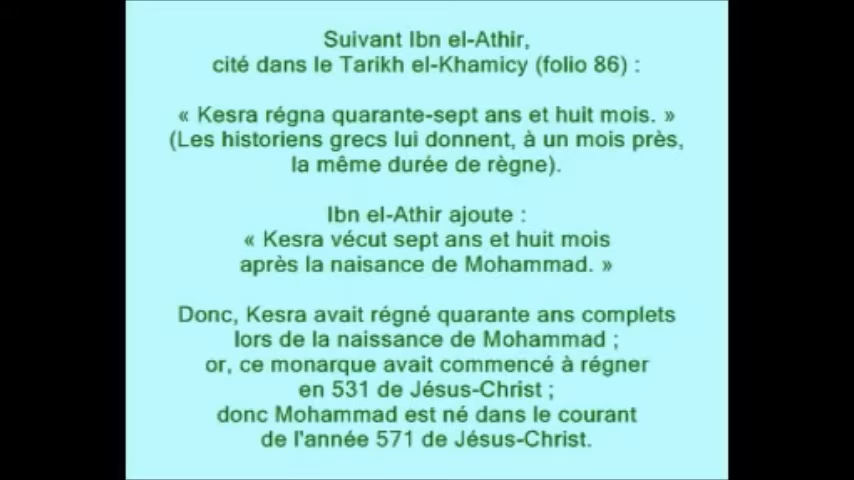 Suivant Ibn el-Athir,
cité dans le Tarikh el-Khamicy (folio 86) :
« Kesra régna quarante-sept ans et huit mois. »
(Les historiens grecs lui donnent, à un mois près,
la même durée de règne).
Ibn el-Athir ajoute :
« Kesra vécut sept ans et huit mois
après la naisance de Mohammad. »
Donc, Kesra avait régné quarante ans complets
lors de la naissance de Mohammad ;
or, ce monarque avait commencé à régner
en 531 de Jésus-Christ ;
donc Mohammad est né dans le courant
de l'année 571 de Jésus-Christ.